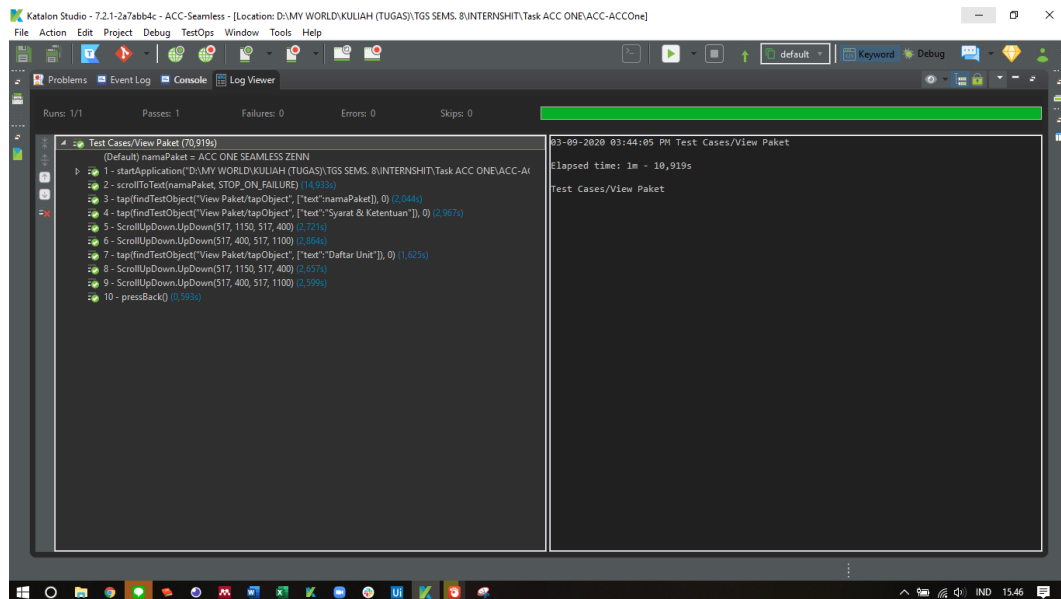 Katalon Studio - 7.2.1-2a7abb4c - ACC-Seamless - [Location: D:\MY WORLD\KULIAH (TUGAS)\TGS SEMS. 8\INTERNSHIT\Task ACC ONE\ACC-ACCOne]
File Action Edit Project Debug TestOps Window Tools Help
default Keyword Debug
Problems Event Log Console Log Viewer
Runs: 1/1 Passes: 1 Failures: 0 Errors: 0 Skips: 0
Test Cases/View Paket (70,919s)
(Default) namaPaket = ACC ONE SEAMLESS ZENN
1 - startApplication("D:\MY WORLD\KULIAH (TUGAS)\TGS SEMS. 8\INTERNSHIT\Task ACC ONE\ACC-A
2 - scrollToText(namaPaket, STOP_ON_FAILURE) (14,933s)
3 - tap(findTestObject("View Paket/tapObject", ["text":namaPaket]), 0) (2,044s)
4 - tap(findTestObject("View Paket/tapObject", ["text":"Syarat & Ketentuan"]), 0) (2,967s)
5 - ScrollUpDown.UpDown(517, 1150, 517, 400) (2,721s)
6 - ScrollUpDown.UpDown(517, 400, 517, 1100) (2,864s)
7 - tap(findTestObject("View Paket/tapObject", ["text":"Daftar Unit"]), 0) (1,625s)
8 - ScrollUpDown.UpDown(517, 1150, 517, 400) (2,657s)
9 - ScrollUpDown.UpDown(517, 400, 517, 1100) (2,599s)
10 - pressBack() (0,593s)
03-09-2020 03:44:05 PM Test Cases/View Paket
Elapsed time: 1m - 10,919s
Test Cases/View Paket
IND 15.46